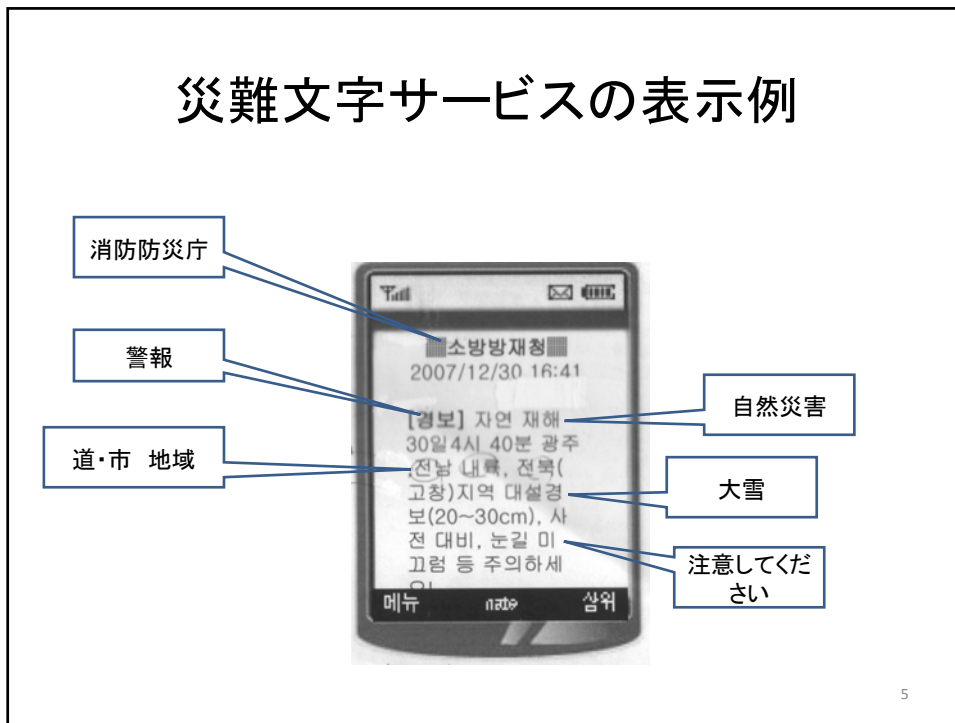 災難文字サービスの表示例
消防防災庁
警報
道・市 地域
소방방재청
2007/12/30 16:41
[경보] 자연 재해
30일4시 40분 광주
,전남 내륙, 전북(
고창)지역 대설경
보(20~30cm), 사
전 대비, 눈길 미
끄럼 등 주의하세
요!
메뉴 nate 상위
自然災害
大雪
注意してくだ
さい
5